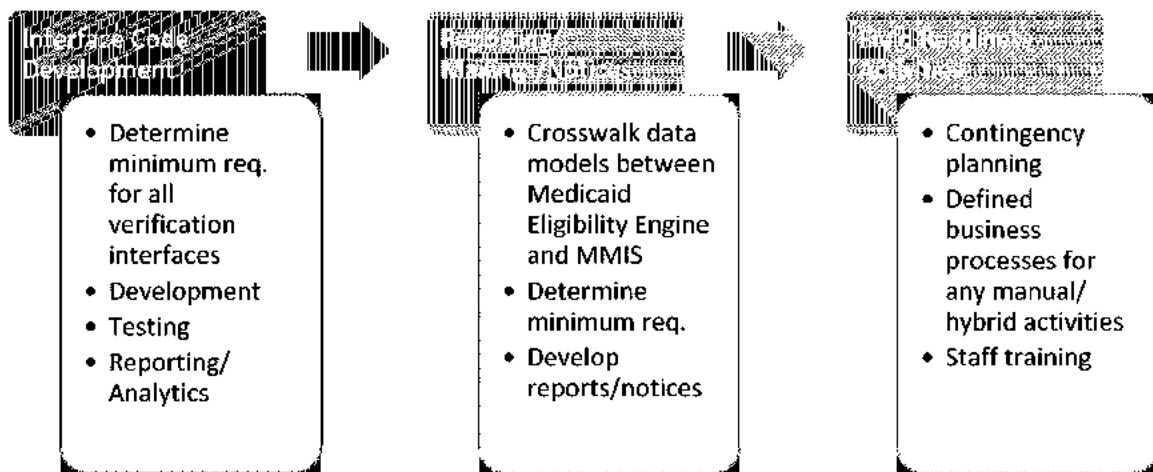 Interface Code
Development
• Determine
minimum req.
for all
verification
interfaces
• Development
• Testing
• Reporting/
Analytics
Notices
• Crosswalk data
models between
Medicaid
Eligibility Engine
and MMIS
• Determine
minimum req.
• Develop
reports/notices
• Contingency
planning
• Defined
business
processes for
any manual/
hybrid activities
• Staff training